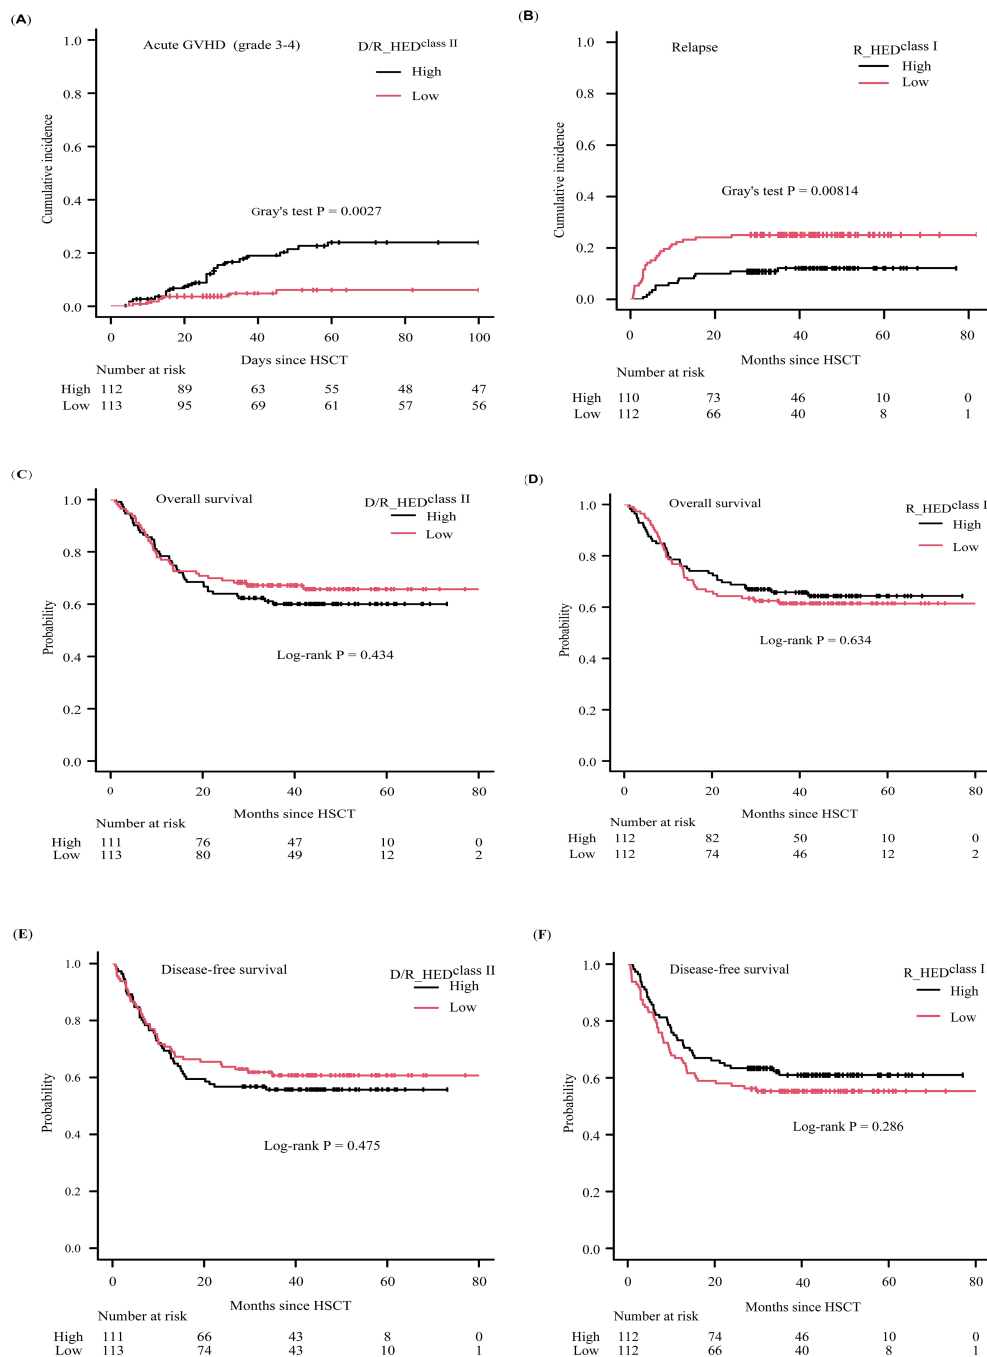 (A)
Acute GVHD (grade 3-4)
D/R_HED class II
High
Low
1.0
0.8
0.6
0.4
0.2
0.0
Cumulative incidence
Gray's test P = 0.0027
0 20 40 60 80 100
Days since HSCT
Number at risk
High 112 89 63 55 48 47
Low 113 95 69 61 57 56
(B)
Relapse
R_HED class I
High
Low
1.0
0.8
0.6
0.4
0.2
0.0
Cumulative incidence
Gray's test P = 0.00814
0 20 40 60 80
Months since HSCT
Number at risk
High 110 73 46 10 0
Low 112 66 40 8 1
(C)
Overall survival
D/R_HED class II
High
Low
1.0
0.8
0.6
0.4
0.2
0.0
Probability
Log-rank P = 0.434
0 20 40 60 80
Months since HSCT
Number at risk
High 111 76 47 10 0
Low 113 80 49 12 2
(D)
Overall survival
R_HED class I
High
Low
1.0
0.8
0.6
0.4
0.2
0.0
Probability
Log-rank P = 0.634
0 20 40 60 80
Months since HSCT
Number at risk
High 112 82 50 10 0
Low 112 74 46 12 2
(E)
Disease-free survival
D/R_HED class II
High
Low
1.0
0.8
0.6
0.4
0.2
0.0
Probability
Log-rank P = 0.475
0 20 40 60 80
Months since HSCT
Number at risk
High 111 66 43 8 0
Low 113 74 43 10 1
(F)
Disease-free survival
R_HED class I
High
Low
1.0
0.8
0.6
0.4
0.2
0.0
Probability
Log-rank P = 0.286
0 20 40 60 80
Months since HSCT
Number at risk
High 112 74 46 10 0
Low 112 66 40 8 1